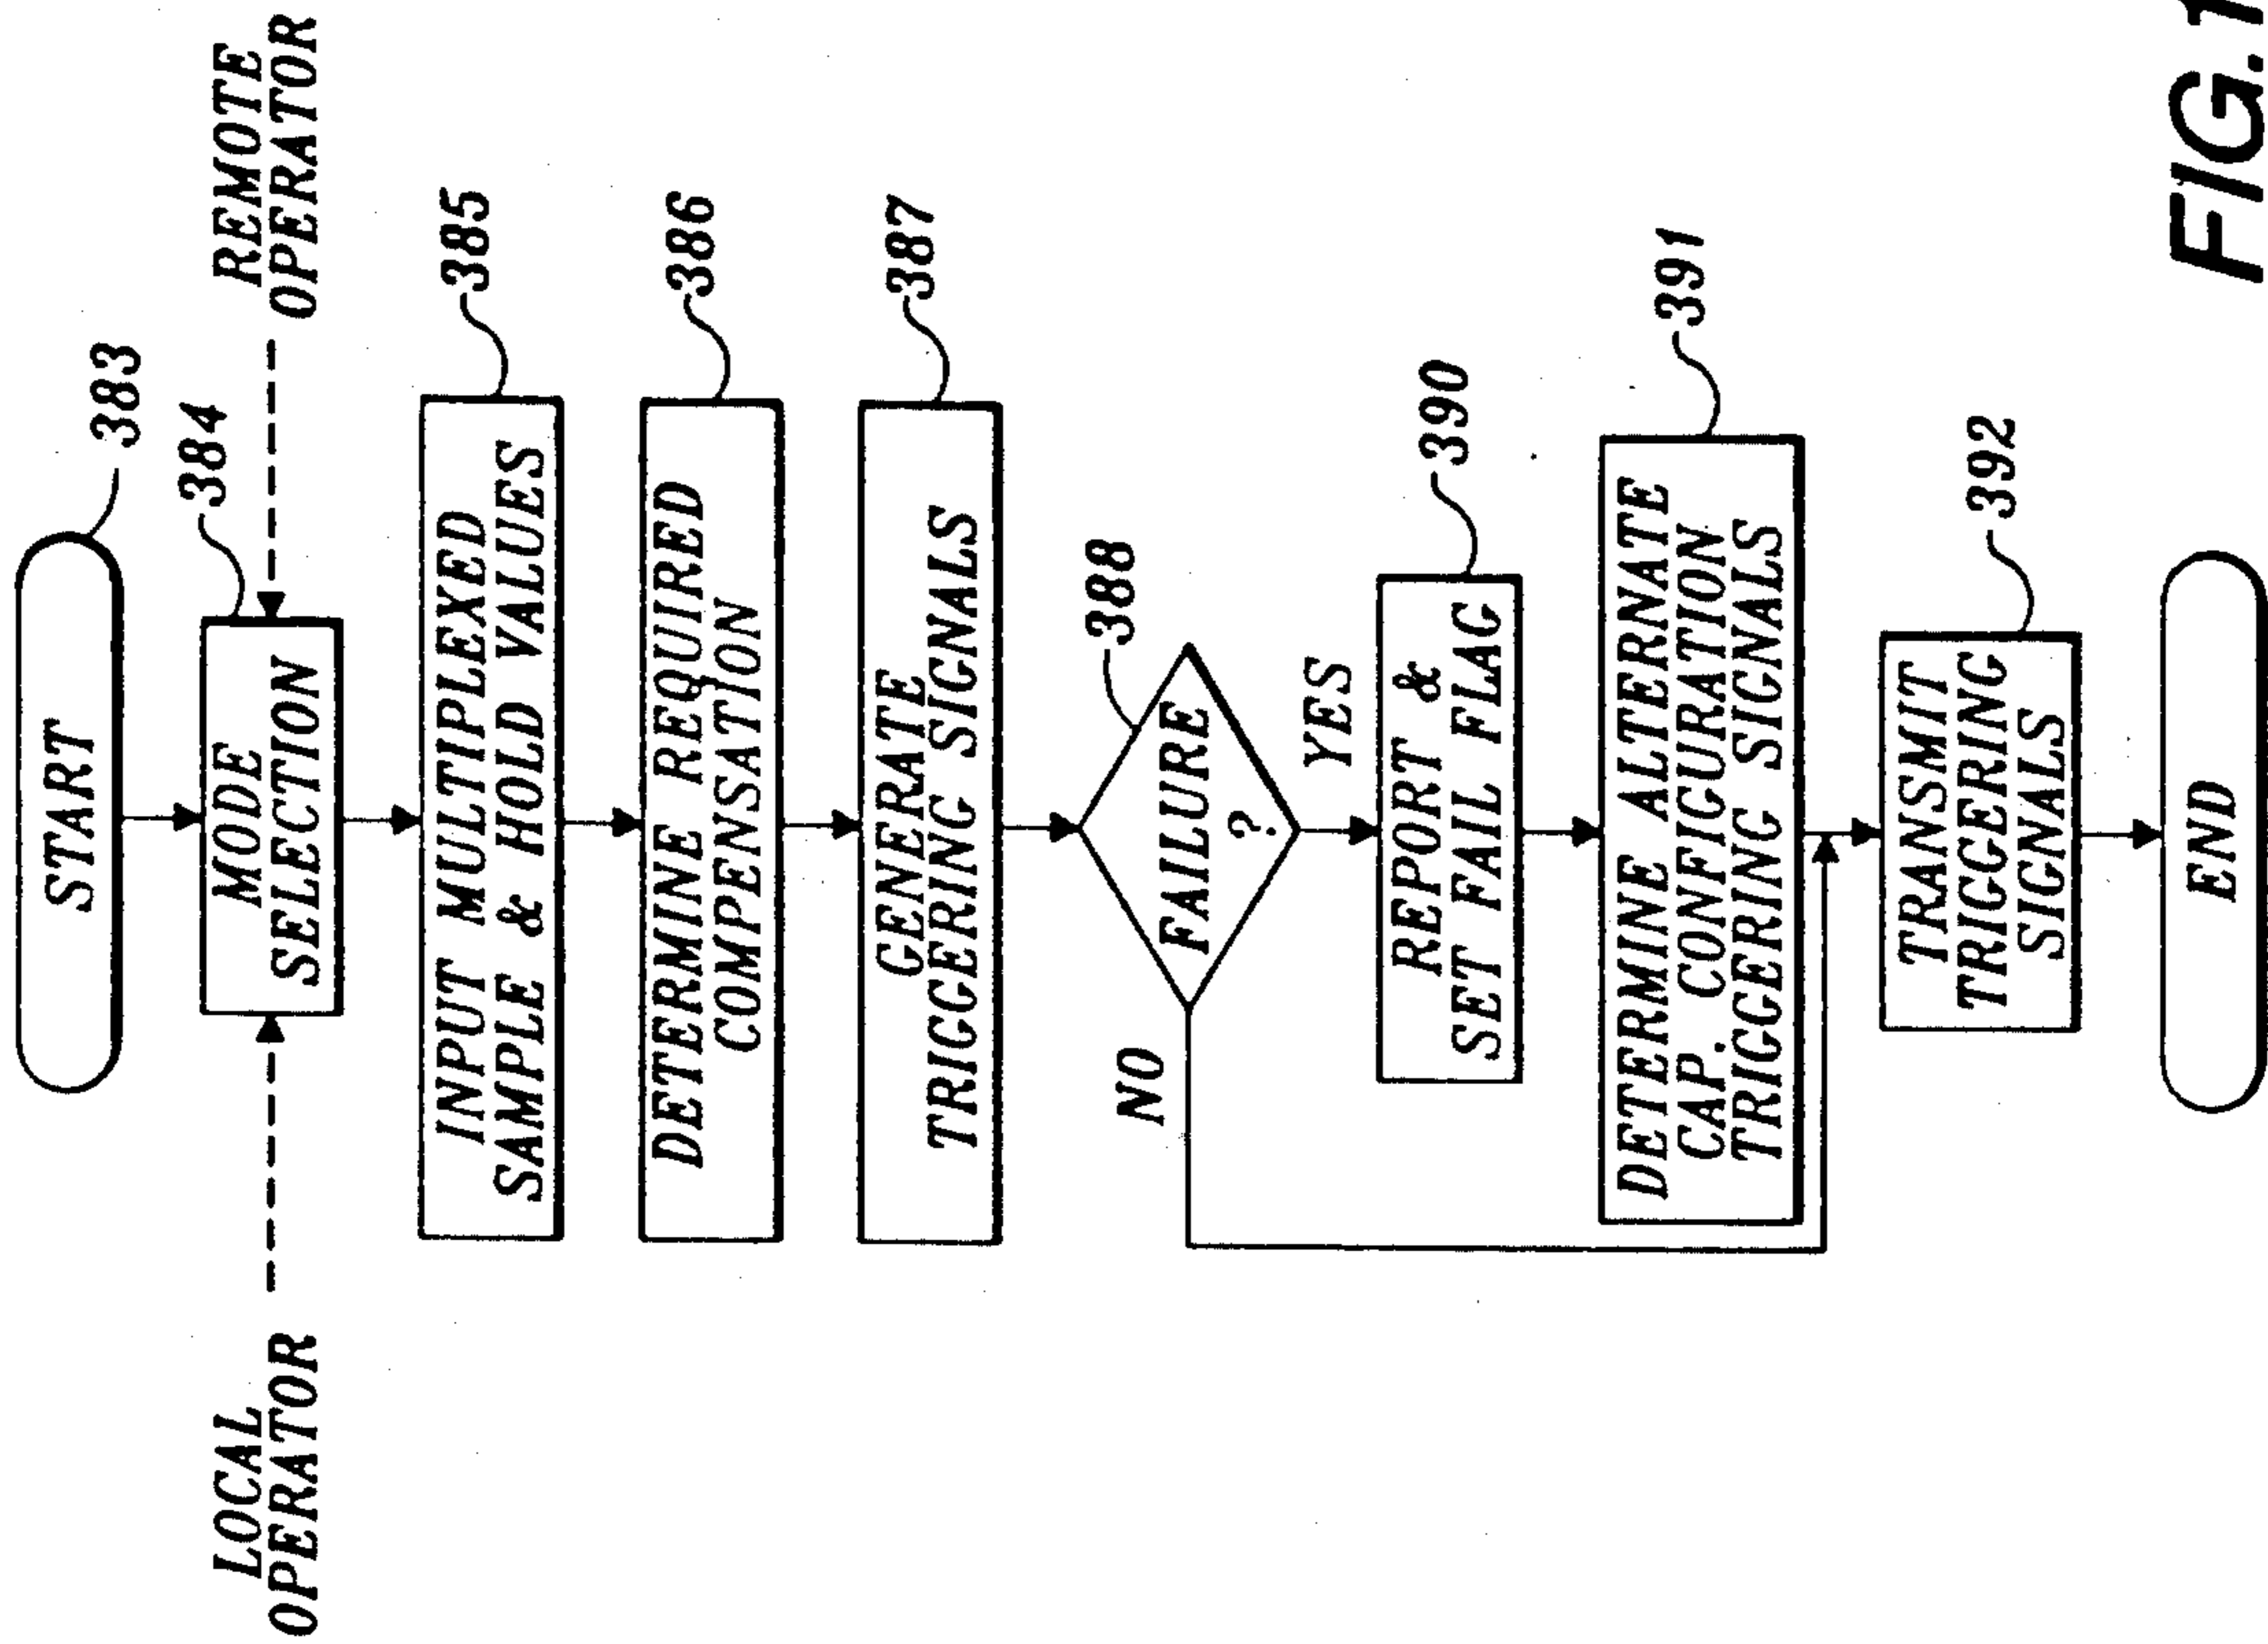 START
383
384
LOCAL
OPERATOR
MODE
SELECTION
REMOTE
OPERATOR
INPUT MULTIPLEXED
SAMPLE & HOLD VALUES
385
DETERMINE REQUIRED
COMPENSATION
386
GENERATE
TRIGGERING SIGNALS
387
388
FAILURE
?
NO
YES
REPORT &
SET FAIL FLAG
390
DETERMINE ALTERNATE
CAP. CONFIGURATION
TRIGGERING SIGNALS
391
TRANSMIT
TRIGGERING
SIGNALS
392
END
FIG.1